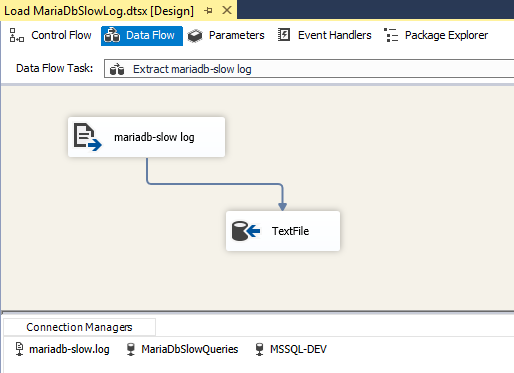 Load MariaDbSlowLog.dtsx [Design]
Control Flow Data Flow Parameters Event Handlers Package Explorer
Data Flow Task: Extract mariadb-slow log
mariadb-slow log
TextFile
Connection Managers
mariadb-slow.log MariaDbSlowQueries MSSQL-DEV